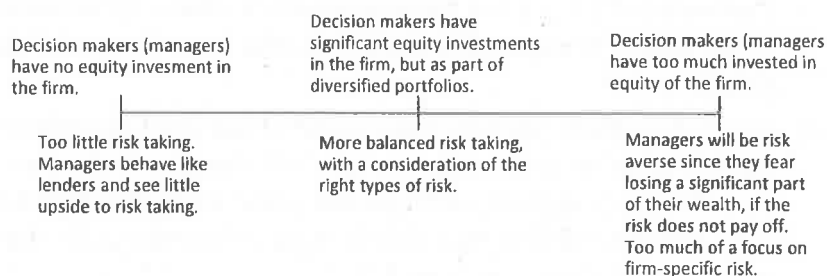 Decision makers (managers)
have no equity invesment in
the firm.
Decision makers have
significant equity investments
in the firm, but as part of
diversified portfolios.
Decision makers (managers
have too much invested in
equity of the firm.
Too little risk taking.
Managers behave like
lenders and see little
upside to risk taking.
More balanced risk taking,
with a consideration of the
right types of risk.
Managers will be risk
averse since they fear
losing a significant part
of their wealth, if the
risk does not pay off.
Too much of a focus on
firm-specific risk.